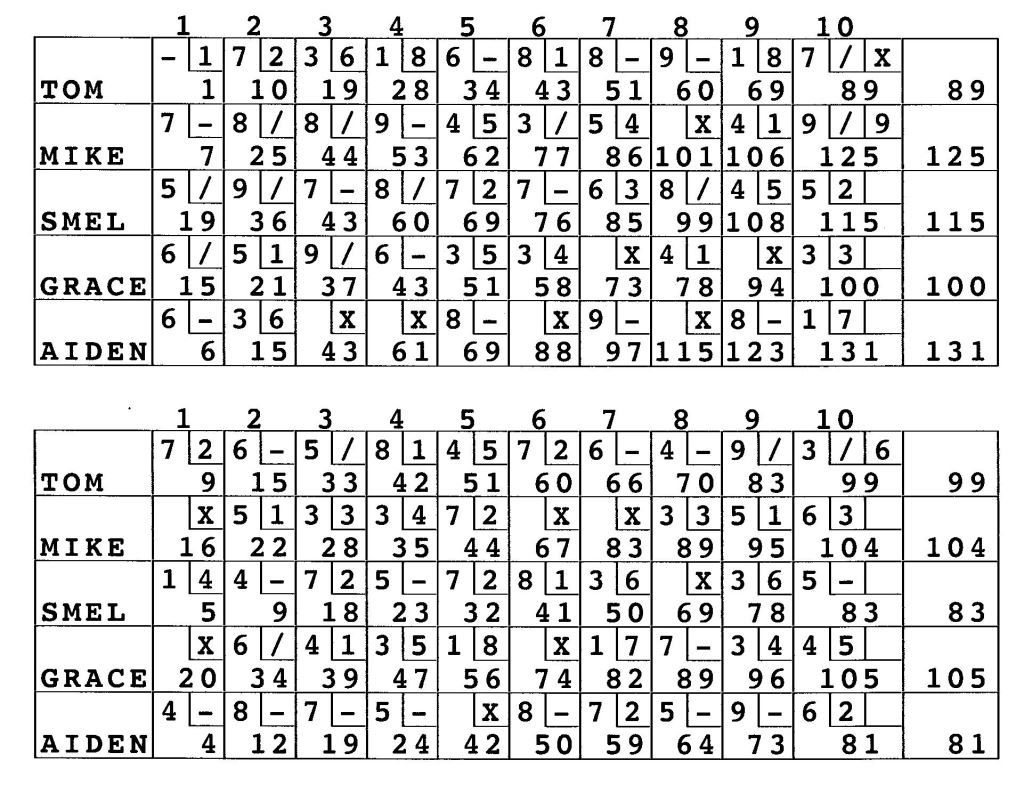 1 2 3 4 5 6 7 8 9 10
- 1 7 2 3 6 1 8 6 - 8 1 8 - 9 - 1 8 7 / X
TOM 1 10 19 28 34 43 51 60 69 89 89
7 - 8 / 8 / 9 - 4 5 3 / 5 4 X 4 1 9 / 9
MIKE 7 25 44 53 62 77 86 101 106 125 125
5 / 9 / 7 - 8 / 7 2 7 - 6 3 8 / 4 5 5 2
SMEL 19 36 43 60 69 76 85 99 108 115 115
6 / 5 1 9 / 6 - 3 5 3 4 X 4 1 X 3 3
GRACE 15 21 37 43 51 58 73 78 94 100 100
6 - 3 6 X X 8 - X 9 - X 8 - 1 7
AIDEN 6 15 43 61 69 88 97 115 123 131 131
1 2 3 4 5 6 7 8 9 10
7 2 6 - 5 / 8 1 4 5 7 2 6 - 4 - 9 / 3 / 6
TOM 9 15 33 42 51 60 66 70 83 99 99
X 5 1 3 3 3 4 7 2 X X 3 3 5 1 6 3
MIKE 16 22 28 35 44 67 83 89 95 104 104
1 4 4 - 7 2 5 - 7 2 8 1 3 6 X 3 6 5 -
SMEL 5 9 18 23 32 41 50 69 78 83 83
X 6 / 4 1 3 5 1 8 X 1 7 7 - 3 4 4 5
GRACE 20 34 39 47 56 74 82 89 96 105 105
4 - 8 - 7 - 5 - X 8 - 7 2 5 - 9 - 6 2
AIDEN 4 12 19 24 42 50 59 64 73 81 81